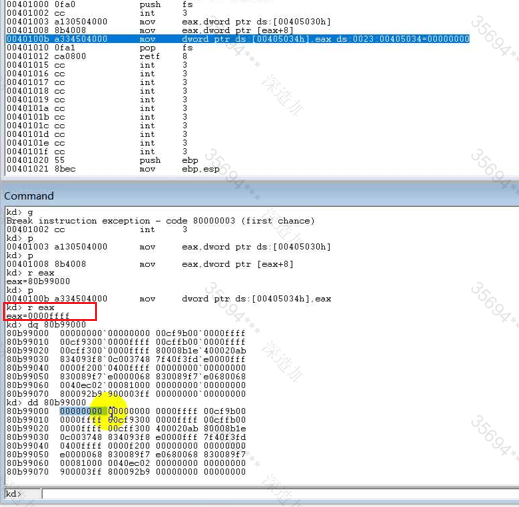 00401000 0fa0 push fs
00401002 cc int 3
00401003 a130504000 mov eax,dword ptr ds:[00405030h]
00401008 8b4008 mov eax,dword ptr [eax+8]
0040100b a334504000 mov dword ptr ds:[00405034h],eax ds:0023:00405034=00000000
00401010 0fa1 pop fs
00401012 ca0800 retf 8
00401015 cc int 3
00401016 cc int 3
00401017 cc int 3
00401018 cc int 3
00401019 cc int 3
0040101a cc int 3
0040101b cc int 3
0040101c cc int 3
0040101d cc int 3
0040101e cc int 3
0040101f cc int 3
00401020 55 push ebp
00401021 8bec mov ebp,esp
Command
kd> g
Break instruction exception - code 80000003 (first chance)
00401002 cc int 3
kd> p
00401003 a130504000 mov eax,dword ptr ds:[00405030h]
kd> p
00401008 8b4008 mov eax,dword ptr [eax+8]
kd> r eax
eax=80b99000
kd> p
0040100b a334504000 mov dword ptr ds:[00405034h],eax
kd> r eax
eax=0000ffff
kd> dq 80b99000
80b99000 00000000`00000000 00cf9b00`0000ffff
80b99010 00cf9300`0000ffff 00cffb00`0000ffff
80b99020 00cff300`0000ffff 80008b1e`400020ab
80b99030 834093f8`0c003748 7f40f3fd`e0000fff
80b99040 0000f200`0400ffff 00000000`00000000
80b99050 830089f7`e0000068 830089f7`e0680068
80b99060 0040ec02`00081000 00000000`00000000
80b99070 800092b9`900003ff 00000000`00000000
kd> dd 80b99000
80b99000 00000000 00000000 0000ffff 00cf9b00
80b99010 0000ffff 00cf9300 0000ffff 00cffb00
80b99020 0000ffff 00cff300 400020ab 80008b1e
80b99030 0c003748 834093f8 e0000fff 7f40f3fd
80b99040 0400ffff 0000f200 00000000 00000000
80b99050 e0000068 830089f7 e0680068 830089f7
80b99060 00081000 0040ec02 00000000 00000000
80b99070 900003ff 800092b9 00000000 00000000
kd>